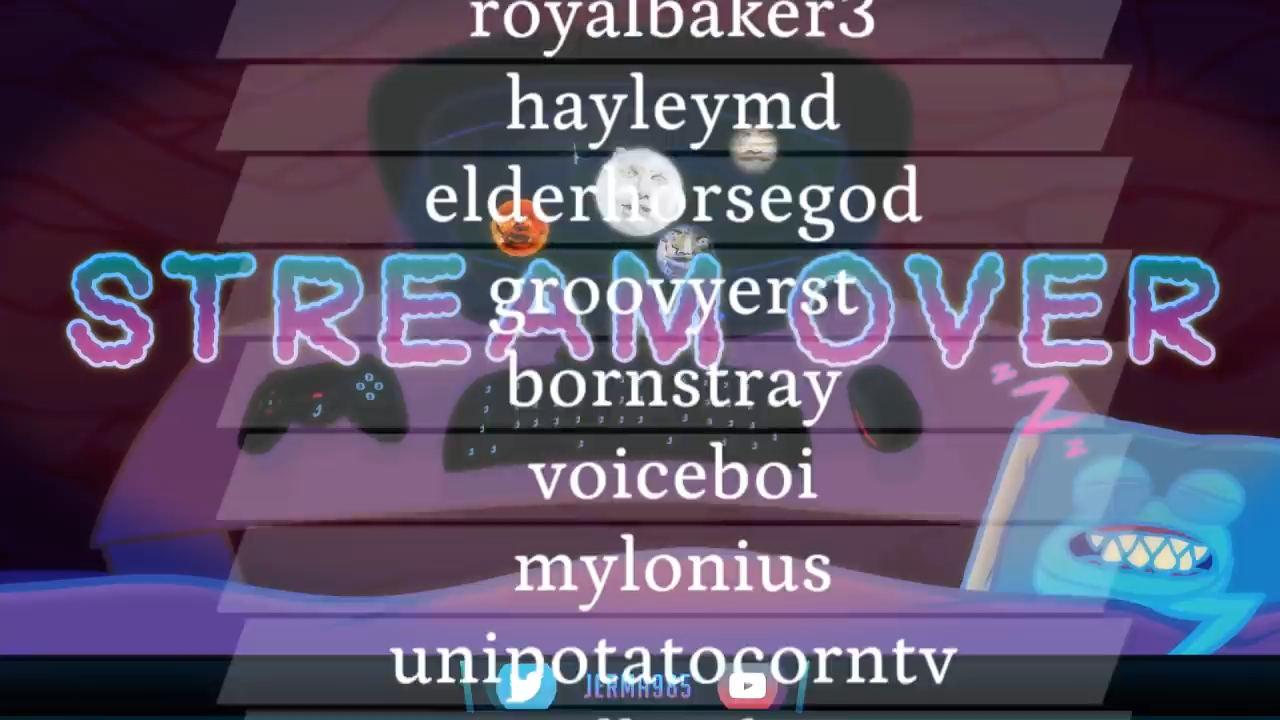 royalbaker3
hayleymd
elderhorsegod
STREAM OVER
groovyerst
bornstray
z
Z
z
voiceboi
mylonius
unipotatocorntv
JERMA985